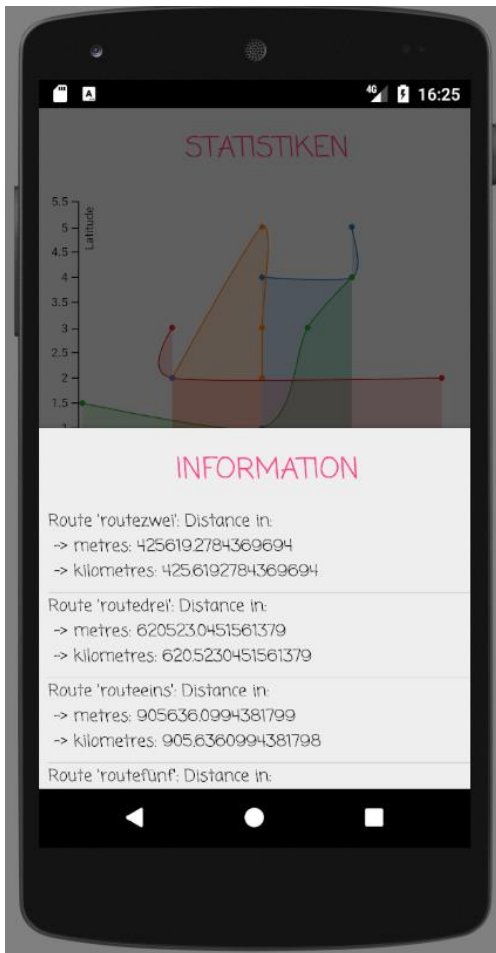 4G 16:25
STATISTIKEN
5.5
Latitude
5
4.5
4
3.5
3
2.5
2
1.5
INFORMATION
Route 'routezwei': Distance in:
-> metres: 425619.2784369694
-> kilometres: 425.6192784369694
Route 'routedrei': Distance in:
-> metres: 620523.0451561379
-> kilometres: 620.5230451561379
Route 'routeeins': Distance in:
-> metres: 905636.0994381799
-> kilometres: 905.6360994381798
Route 'routefünf': Distance in: